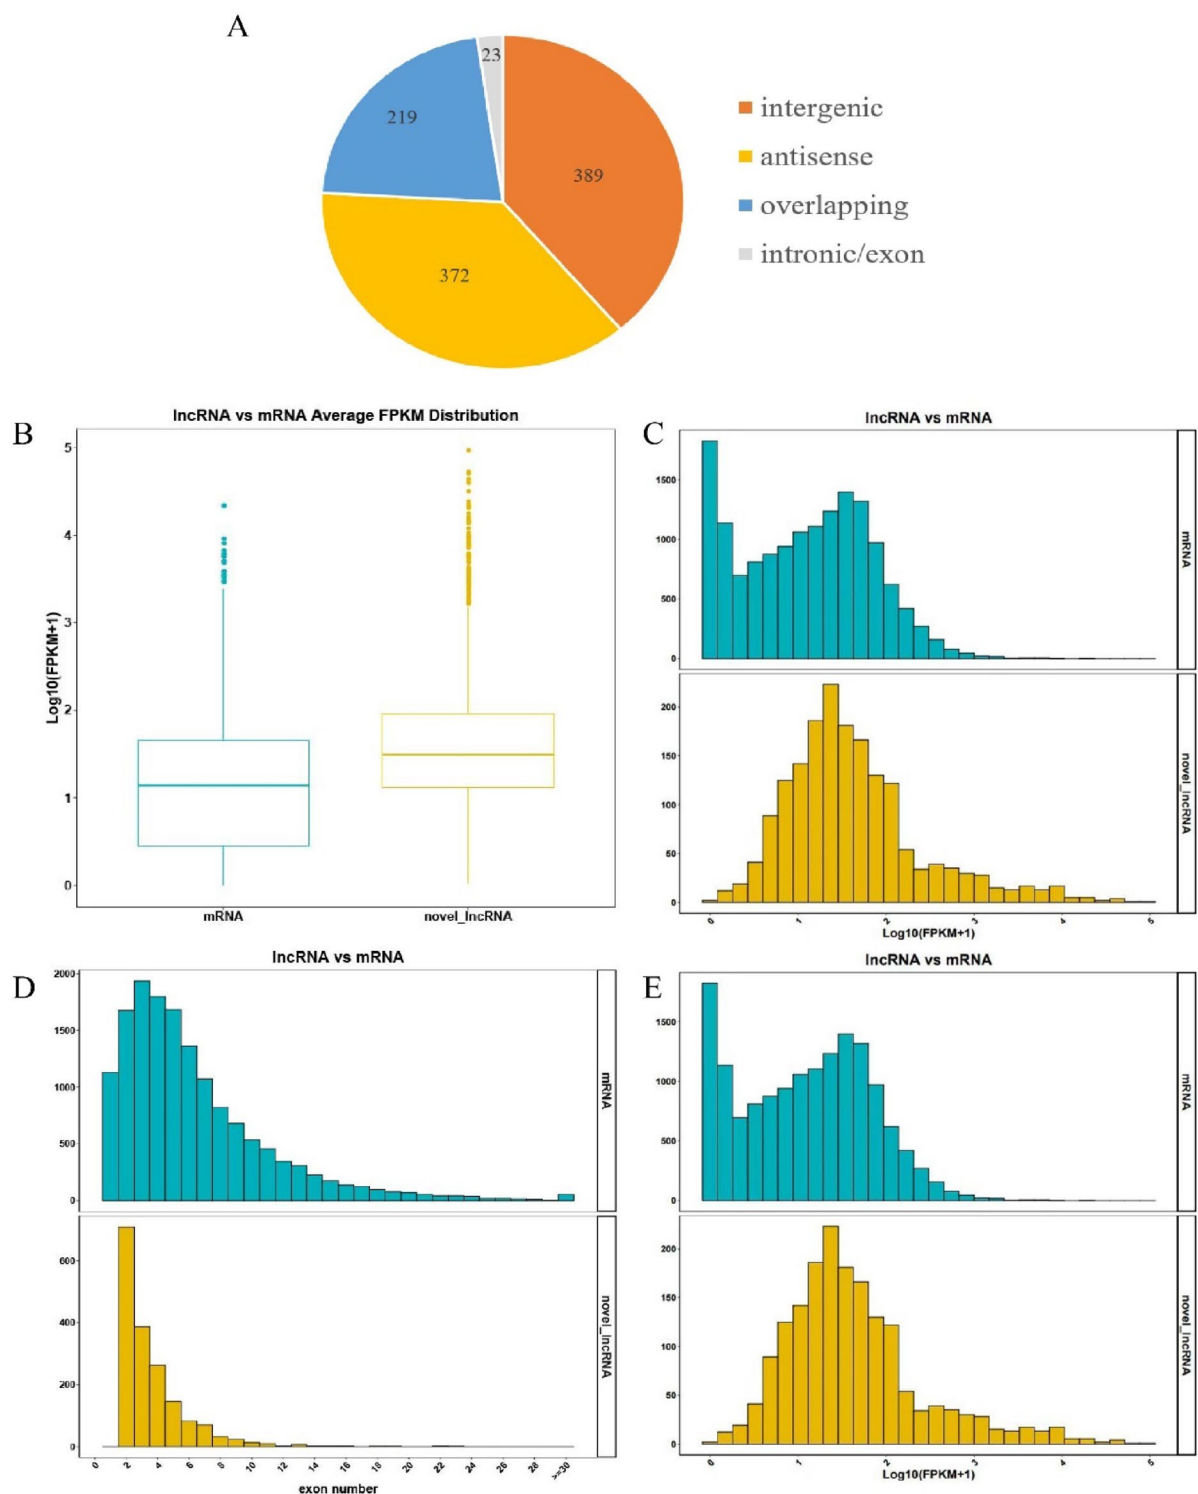 A
23
219
389
372
intergenic
antisense
overlapping
intronic/exon
B
lncRNA vs mRNA Average FPKM Distribution
Log10(FPKM+1)
5
4
3
2
1
0
mRNA
novel_lncRNA
C
lncRNA vs mRNA
1500
1000
500
0
mRNA
200
150
100
50
0
novel_lncRNA
0
1
2
3
4
5
Log10(FPKM+1)
D
lncRNA vs mRNA
2000
1500
1000
500
0
mRNA
600
400
200
0
novel_lncRNA
0
2
4
6
8
10
12
14
16
18
20
22
24
26
28
>=30
exon number
E
lncRNA vs mRNA
1500
1000
500
0
mRNA
200
150
100
50
0
novel_lncRNA
0
1
2
3
4
5
Log10(FPKM+1)